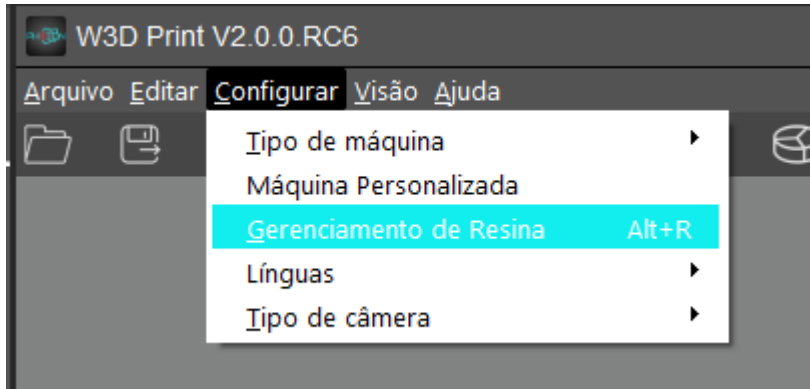 W3D Print V2.0.0.RC6
Arquivo Editar Configurar Visão Ajuda
Tipo de máquina
Máquina Personalizada
Gerenciamento de Resina Alt+R
Línguas
Tipo de câmera